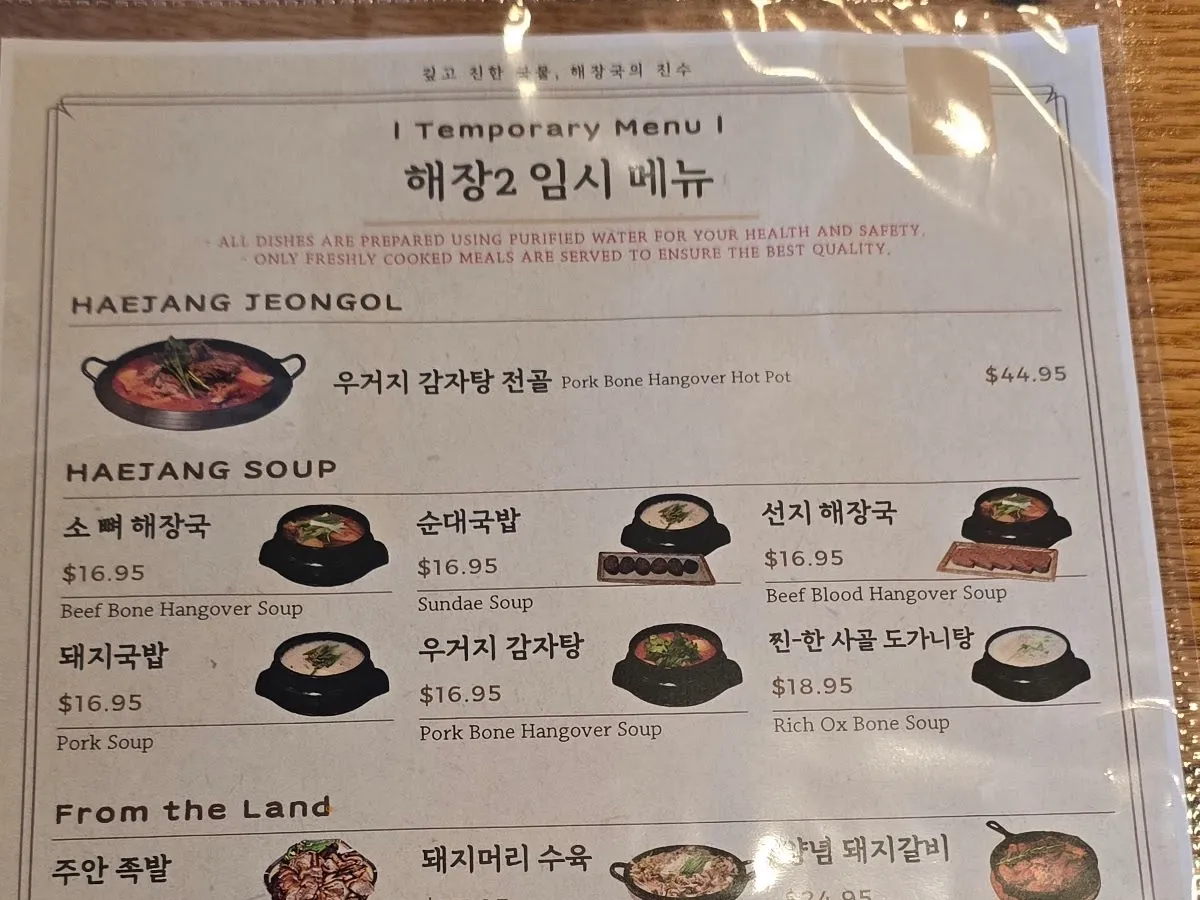 깊고 진한 국물, 해장국의 진수
| Temporary Menu |
해장2 임시 메뉴
- ALL DISHES ARE PREPARED USING PURIFIED WATER FOR YOUR HEALTH AND SAFETY.
- ONLY FRESHLY COOKED MEALS ARE SERVED TO ENSURE THE BEST QUALITY.
HAEJANG JEONGOL
우거지 감자탕 전골 Pork Bone Hangover Hot Pot $44.95
HAEJANG SOUP
소 뼈 해장국
$16.95
Beef Bone Hangover Soup
순대국밥
$16.95
Sundae Soup
선지 해장국
$16.95
Beef Blood Hangover Soup
돼지국밥
$16.95
Pork Soup
우거지 감자탕
$16.95
Pork Bone Hangover Soup
찐-한 사골 도가니탕
$18.95
Rich Ox Bone Soup
From the Land
주안 족발
돼지머리 수육
양념 돼지갈비
$24.95